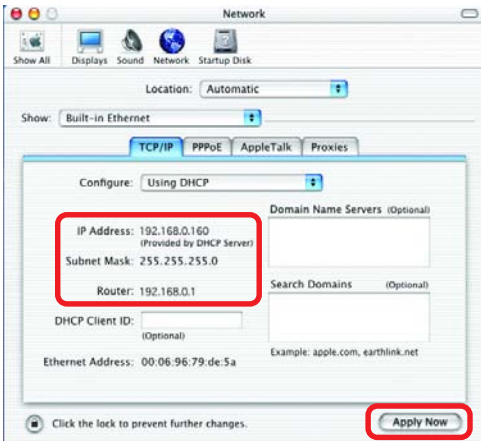 Network
Show All Displays Sound Network Startup Disk
Location: Automatic
Show: Built-in Ethernet
TCP/IP PPPoE AppleTalk Proxies
Configure: Using DHCP
Domain Name Servers (Optional)
IP Address: 192.168.0.160
(Provided by DHCP Server)
Subnet Mask: 255.255.255.0
Router: 192.168.0.1
Search Domains (Optional)
DHCP Client ID:
(Optional)
Example: apple.com, earthlink.net
Ethernet Address: 00:06:96:79:de:5a
Click the lock to prevent further changes.
Apply Now